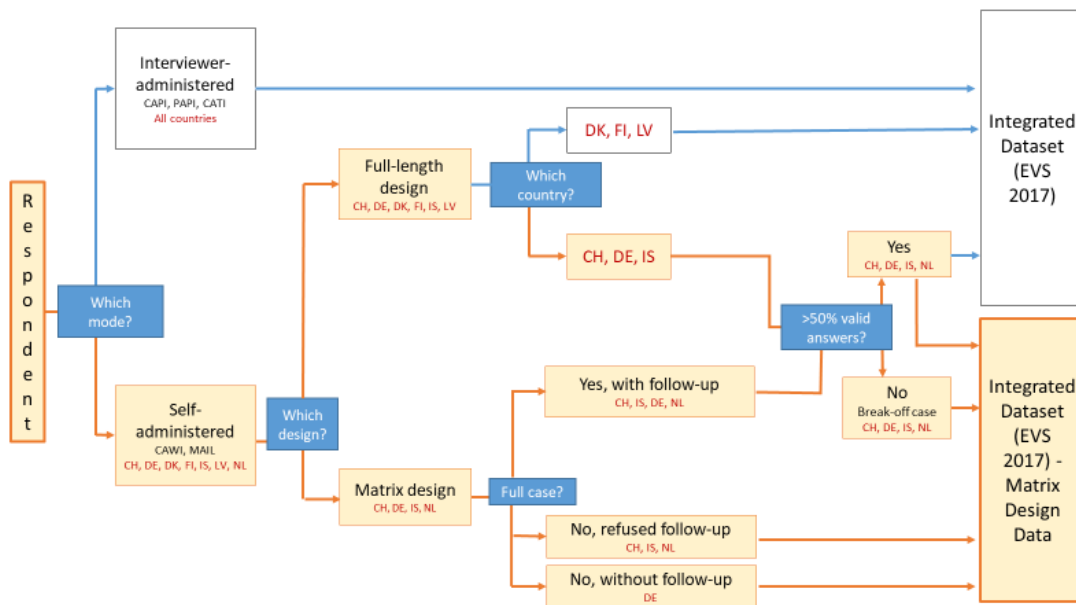 Respondent
Which
mode?
Interviewer-
administered
CAPI, PAPI, CATI
All countries
Self-
administered
CAWI, MAIL
CH, DE, DK, FI, IS, LV, NL
Which
design?
Full-length
design
CH, DE, DK, FI, IS, LV
Matrix design
CH, DE, IS, NL
Which
country?
DK, FI, LV
CH, DE, IS
Full case?
Yes, with follow-up
CH, IS, DE, NL
No, refused follow-up
CH, IS, NL
No, without follow-up
DE
>50% valid
answers?
Yes
CH, DE, IS, NL
No
Break-off case
CH, DE, IS, NL
Integrated
Dataset
(EVS
2017)
Integrated
Dataset
(EVS
2017) -
Matrix
Design
Data